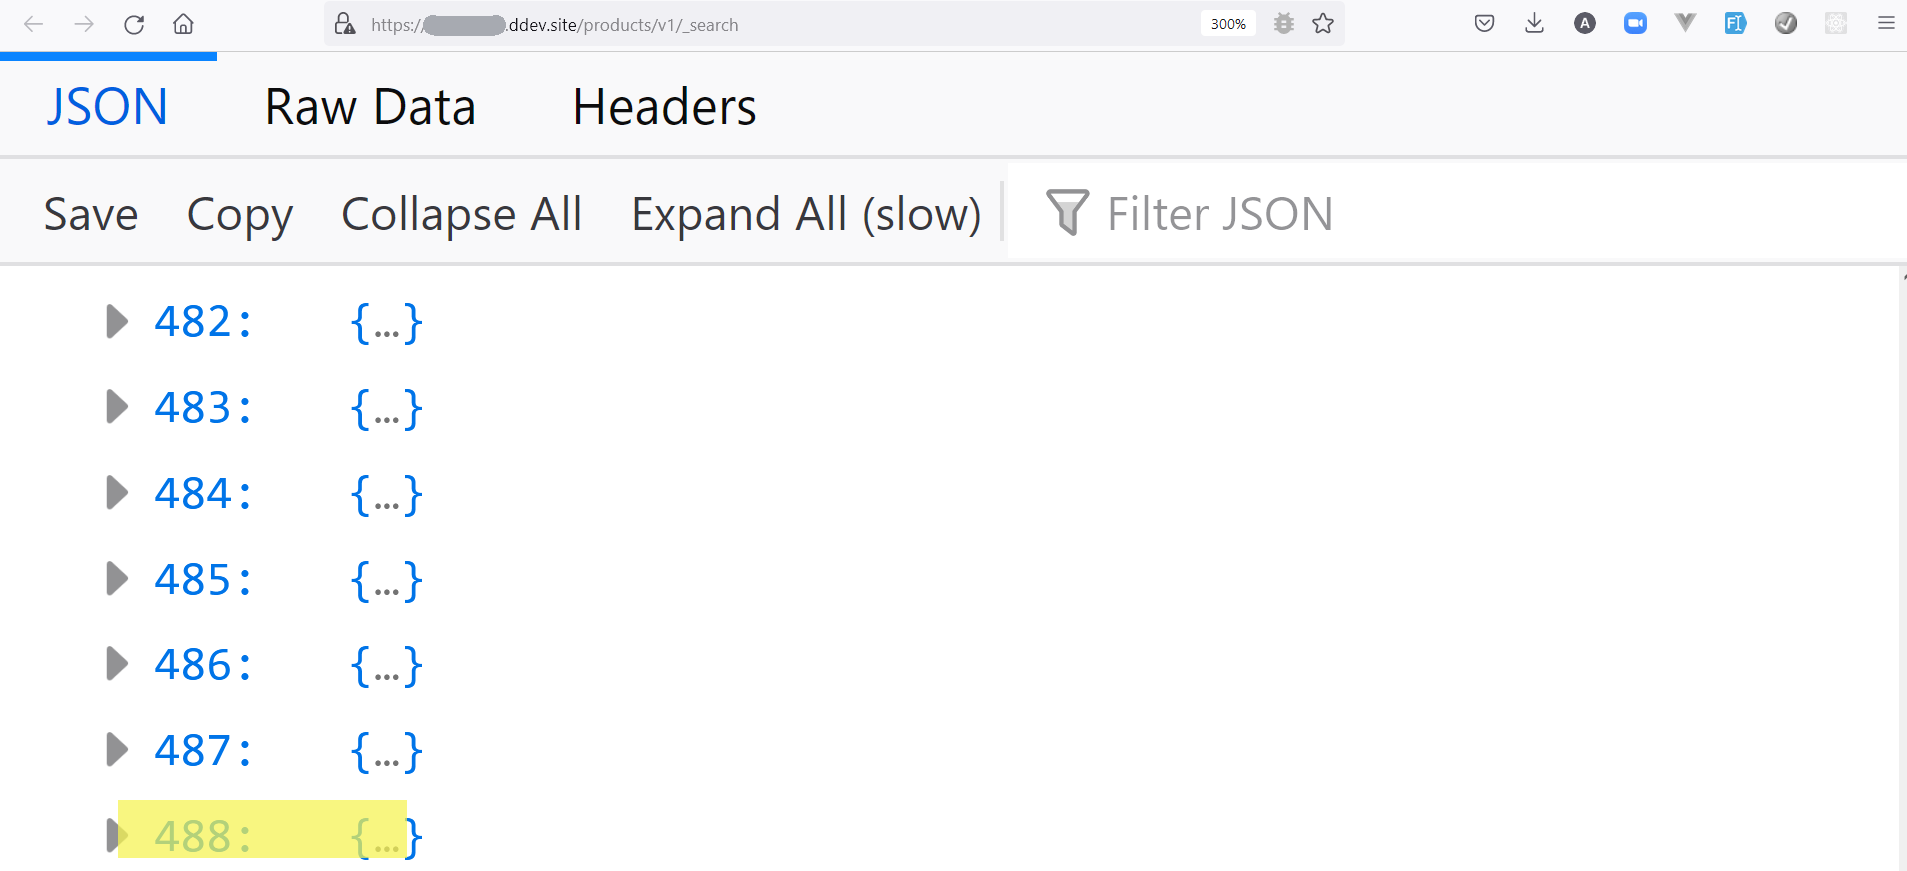 https:// .ddev.site/products/v1/_search 300% A FI
JSON Raw Data Headers
Save Copy Collapse All Expand All (slow) Filter JSON
482: {…}
483: {…}
484: {…}
485: {…}
486: {…}
487: {…}
488: {…}